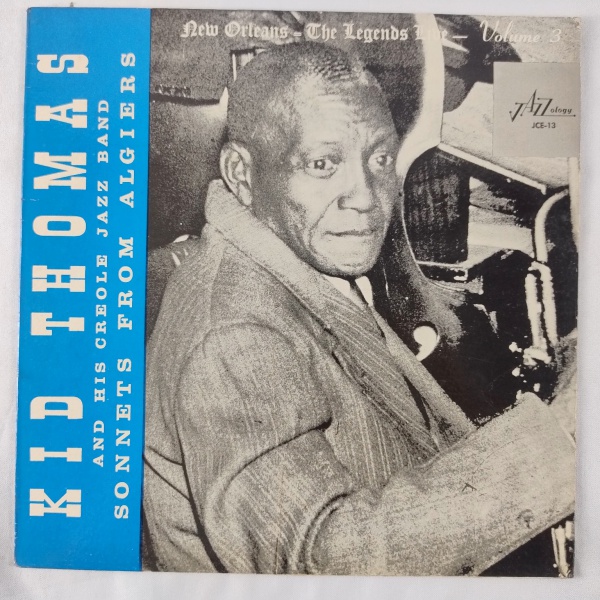 New Orleans - The Legends Live - Volume 3
JAZZology
JCE-13
KID THOMAS
AND HIS CREOLE JAZZ BAND
SONNETS FROM ALGIERS